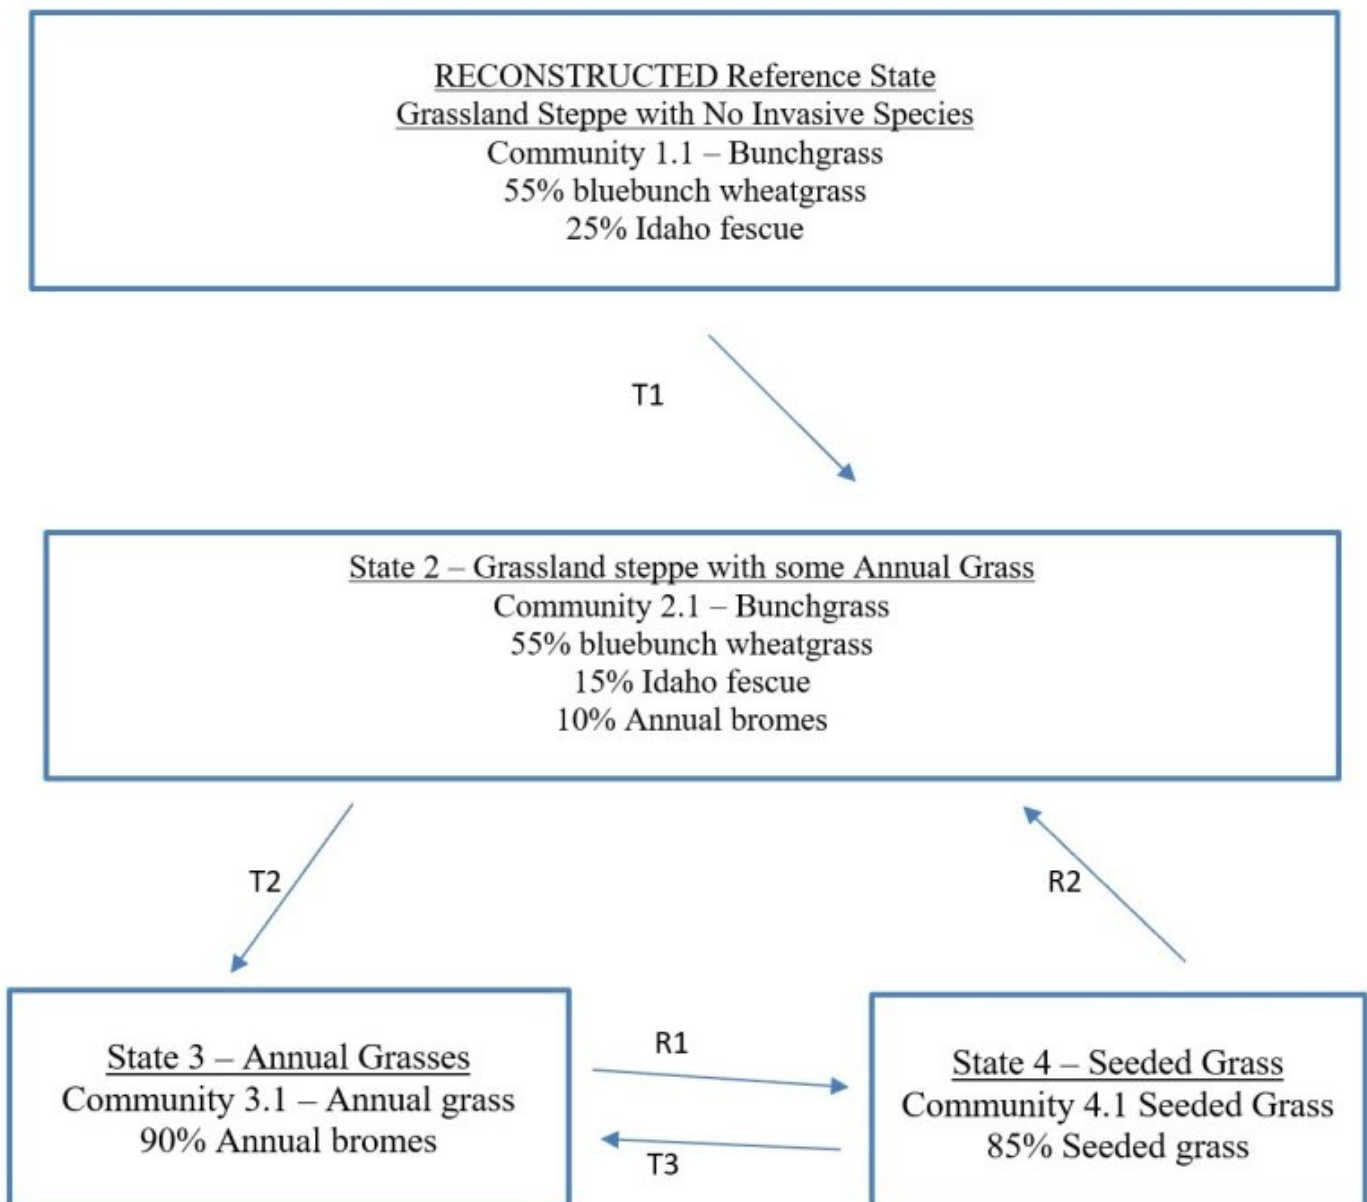 RECONSTRUCTED Reference State
Grassland Steppe with No Invasive Species
Community 1.1 – Bunchgrass
55% bluebunch wheatgrass
25% Idaho fescue
T1
State 2 – Grassland steppe with some Annual Grass
Community 2.1 – Bunchgrass
55% bluebunch wheatgrass
15% Idaho fescue
10% Annual bromes
T2
R2
State 3 – Annual Grasses
Community 3.1 – Annual grass
90% Annual bromes
R1
T3
State 4 – Seeded Grass
Community 4.1 Seeded Grass
85% Seeded grass